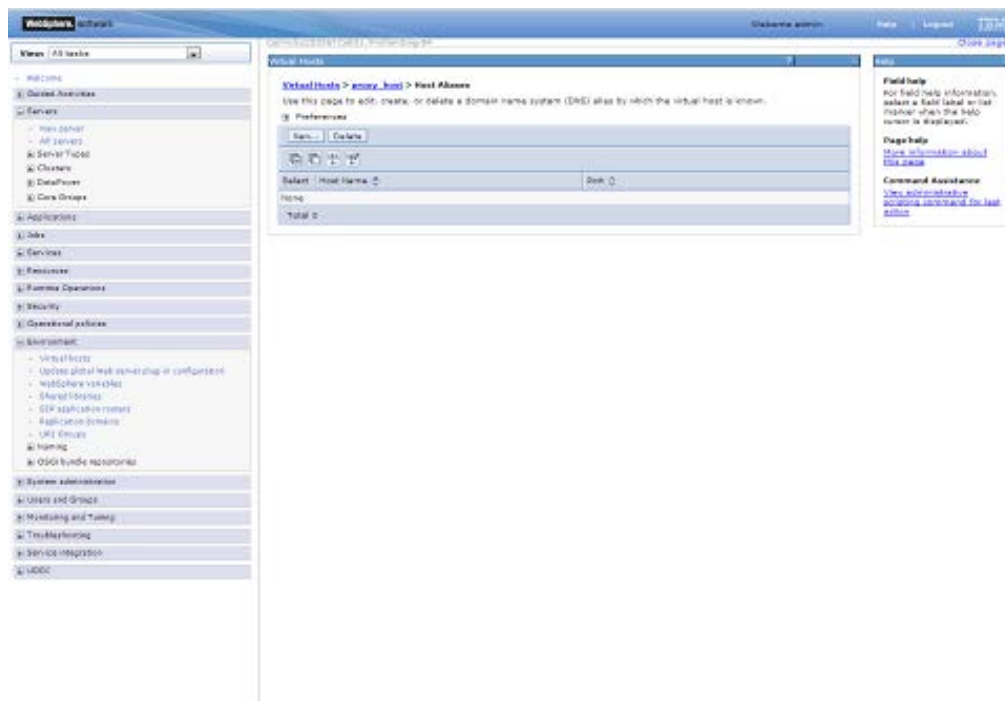 WebSphere. software
Welcome admin
Help | Logout
IBM
View: All tasks
Close page
Welcome
Guided Activities
Servers
New server
All servers
Server Types
Clusters
DataPower
Core Groups
Applications
Jobs
Services
Resources
Runtime Operations
Security
Operational policies
Environment
Virtual hosts
Update global Web server plug-in configuration
WebSphere variables
Shared libraries
SIP application routers
Replication domains
URI Groups
Naming
OSGi bundle repositories
System administration
Users and Groups
Monitoring and Tuning
Troubleshooting
Service integration
UDDI
Virtual Hosts
Virtual Hosts > proxy_host > Host Aliases
Use this page to edit, create, or delete a domain name system (DNS) alias by which the virtual host is known.
Preferences
New... Delete
Select Host Name Port
None
Total 0
Help
Field help
For field help information, select a field label or list marker when the help cursor is displayed.
Page help
More information about this page
Command Assistance
View administrative scripting command for last action